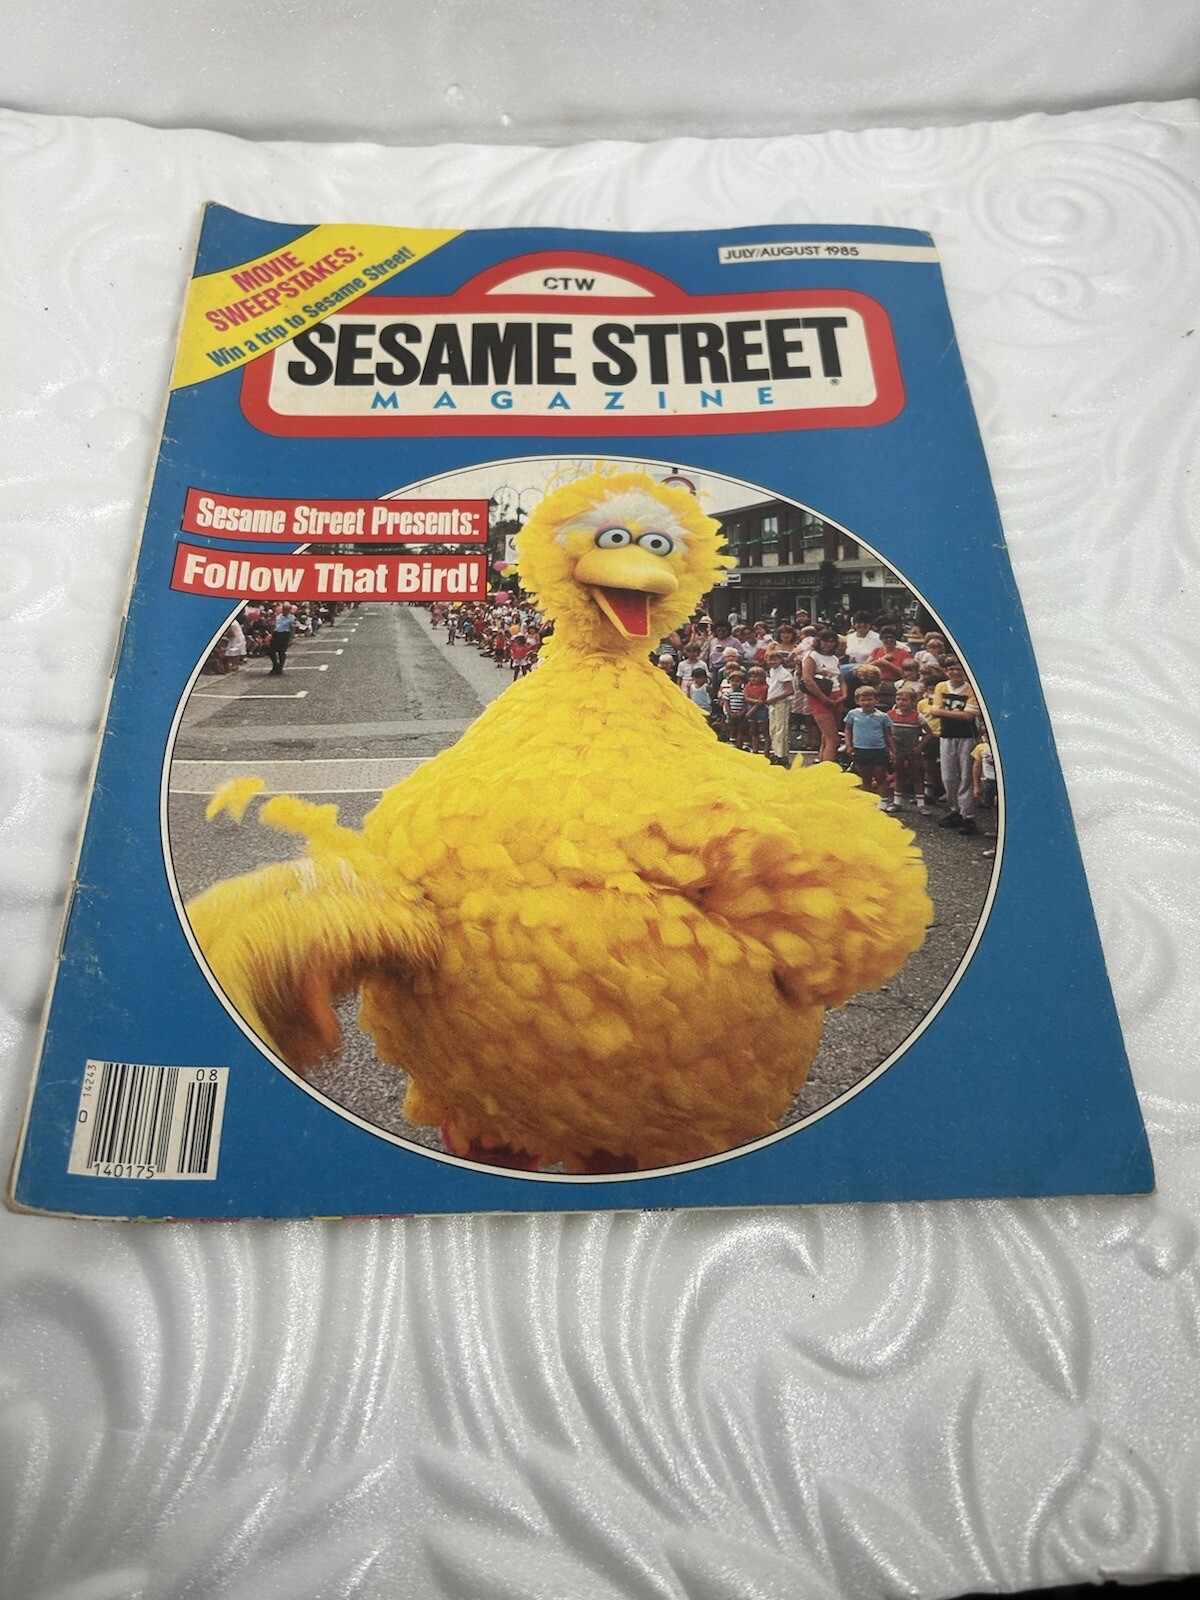 MOVIE
SWEEPSTAKES:
Win a trip to Sesame Street!
JULY/AUGUST 1985
CTW
SESAME STREET®
MAGAZINE
Sesame Street Presents:
Follow That Bird!
0
14243
08
140175